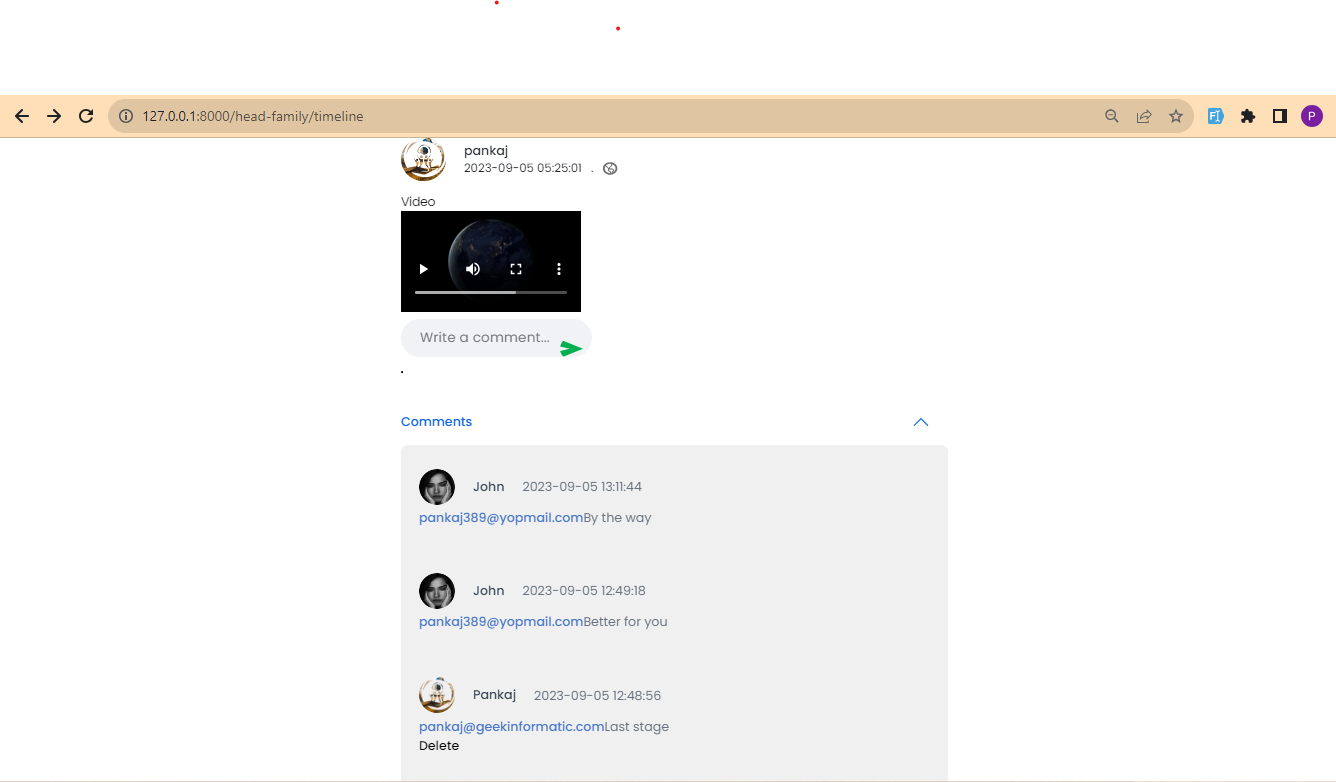 127.0.0.1:8000/head-family/timeline
P
pankaj
2023-09-05 05:25:01 .
Video
Write a comment...
.
Comments
John 2023-09-05 13:11:44
pankaj389@yopmail.comBy the way
John 2023-09-05 12:49:18
pankaj389@yopmail.comBetter for you
Pankaj 2023-09-05 12:48:56
pankaj@geekinformatic.comLast stage
Delete